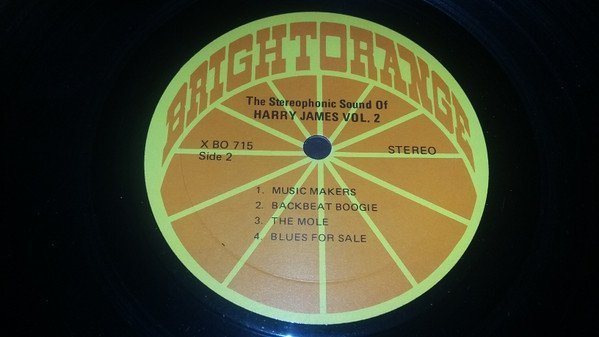 BRIGHTORANGE
The Stereophonic Sound Of
HARRY JAMES VOL. 2
X BO 715
Side 2
STEREO
1. MUSIC MAKERS
2. BACKBEAT BOOGIE
3. THE MOLE
4. BLUES FOR SALE